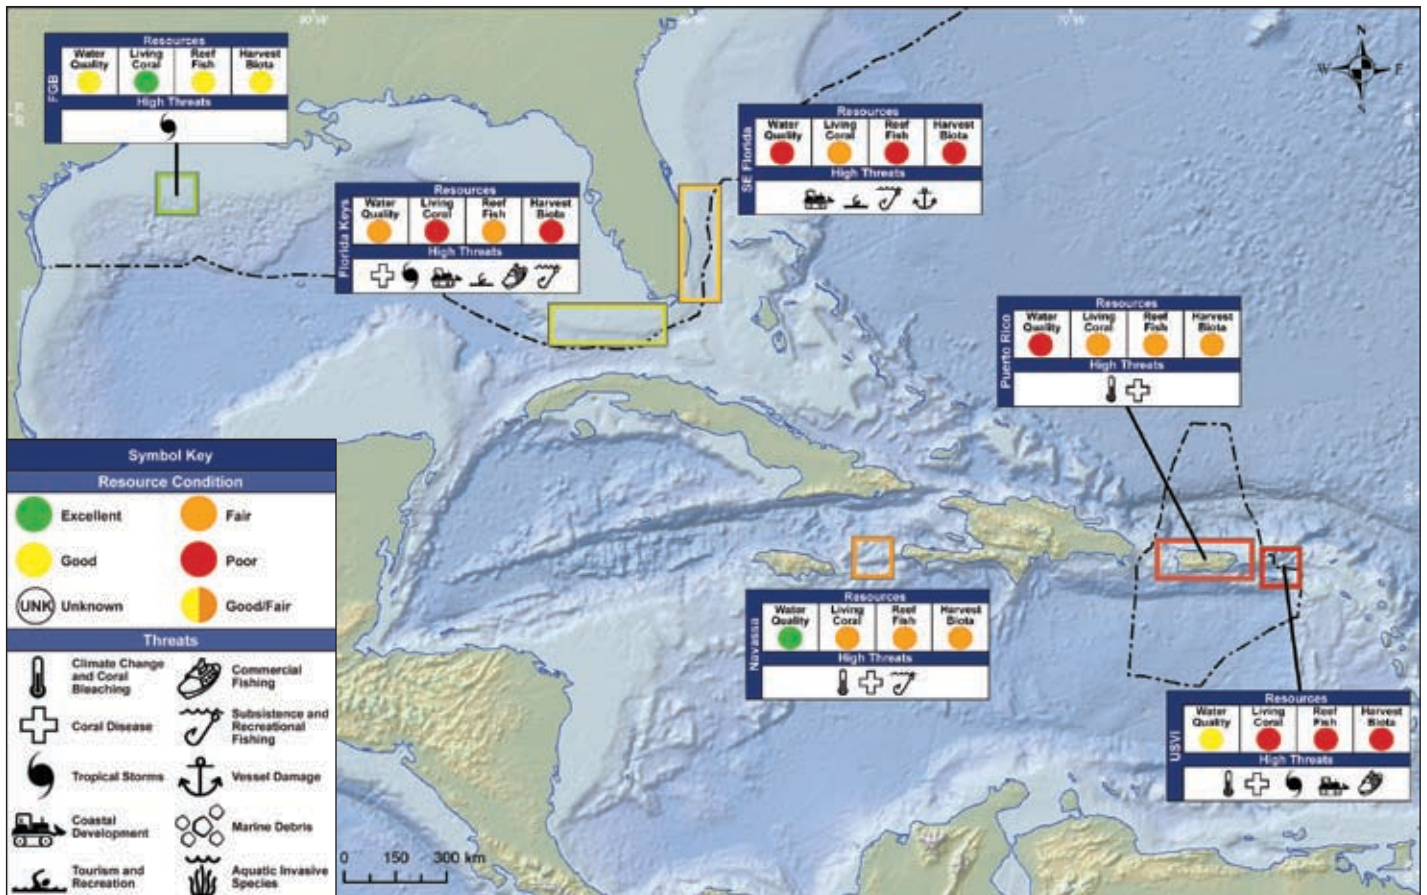 90°W
70°W
N
W
E
FGB
Resources
Water Quality
Living Coral
Reef Fish
Harvest Biota
High Threats
SE Florida
Resources
Water Quality
Living Coral
Reef Fish
Harvest Biota
High Threats
Florida Keys
Resources
Water Quality
Living Coral
Reef Fish
Harvest Biota
High Threats
Puerto Rico
Resources
Water Quality
Living Coral
Reef Fish
Harvest Biota
High Threats
Navassa
Resources
Water Quality
Living Coral
Reef Fish
Harvest Biota
High Threats
USVI
Resources
Water Quality
Living Coral
Reef Fish
Harvest Biota
High Threats
Symbol Key
Resource Condition
Excellent
Fair
Good
Poor
UNK Unknown
Good/Fair
Threats
Climate Change
and Coral
Bleaching
Commercial
Fishing
Coral Disease
Subsistence and
Recreational
Fishing
Tropical Storms
Vessel Damage
Coastal
Development
Marine Debris
Tourism and
Recreation
Aquatic Invasive
Species
0 150 300 km